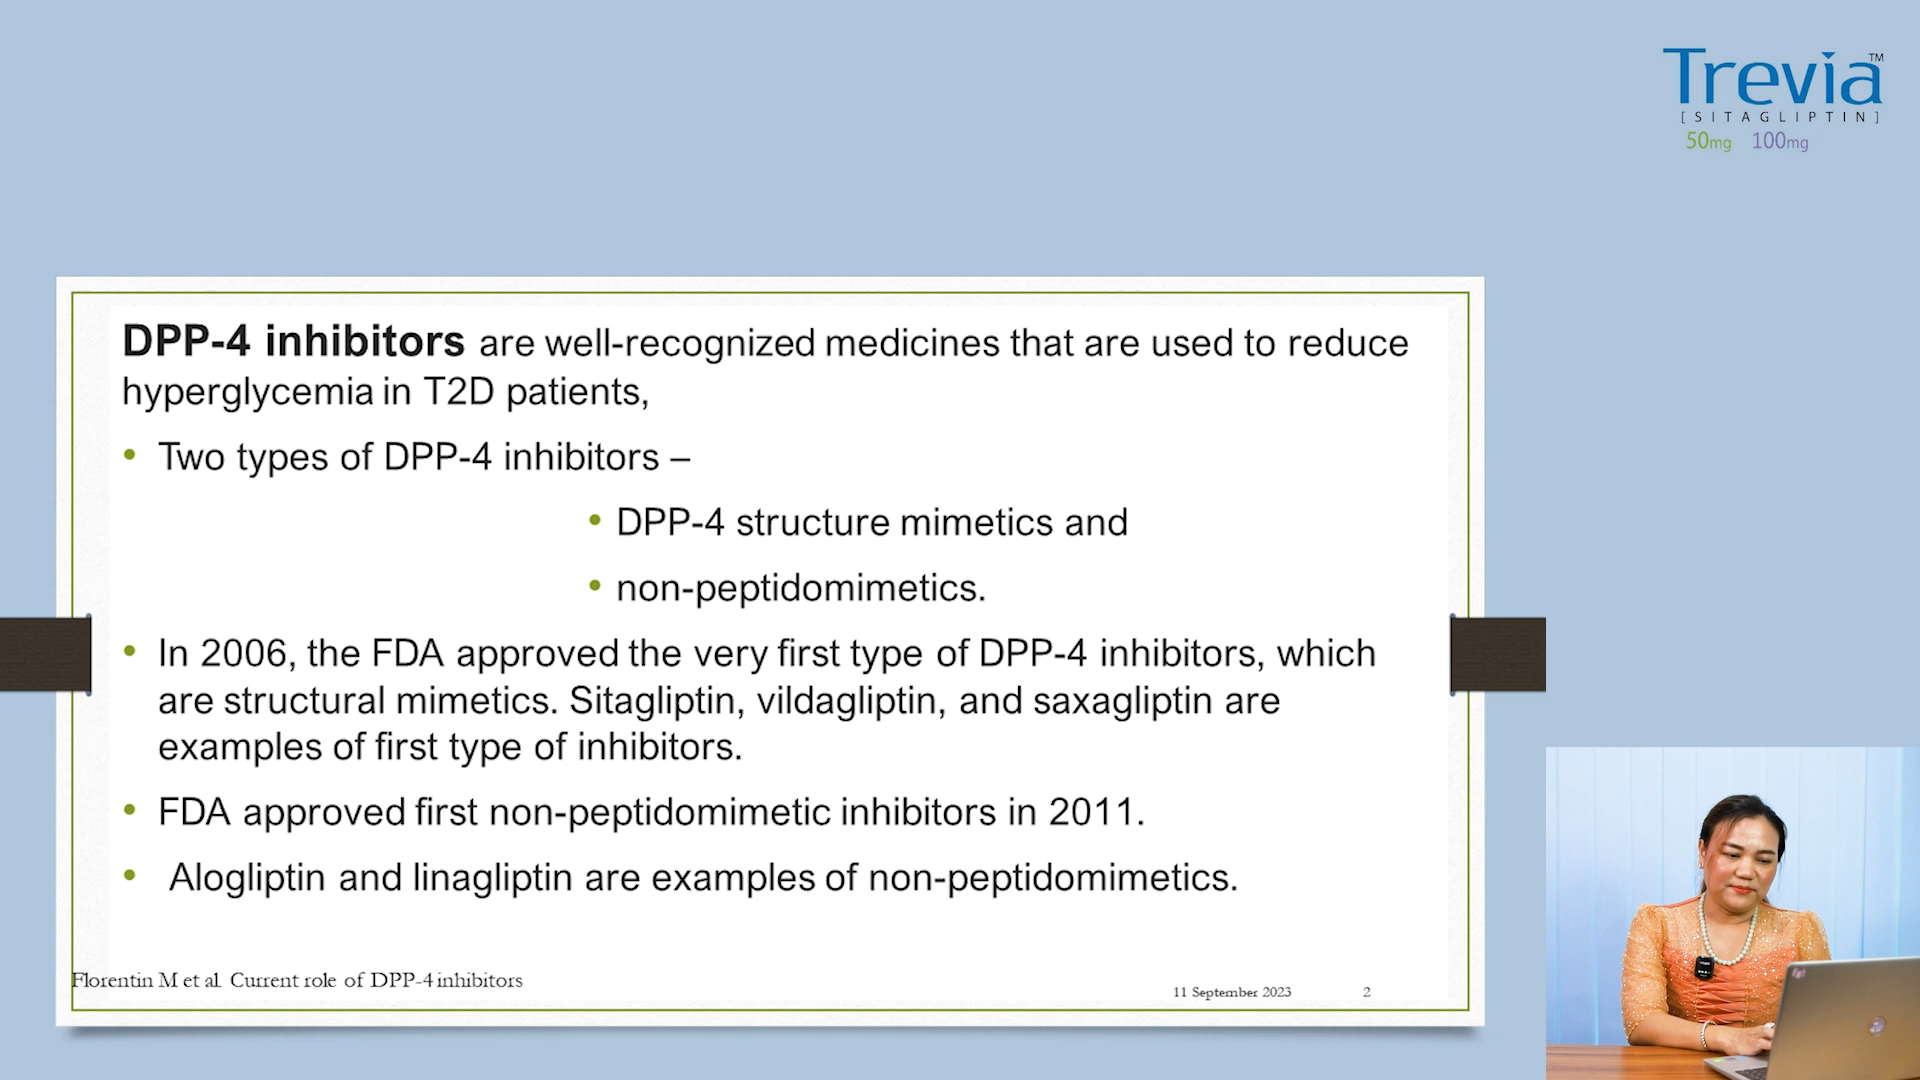 Trevia™
[SITAGLIPTIN]
50mg 100mg
DPP-4 inhibitors are well-recognized medicines that are used to reduce
hyperglycemia in T2D patients,
• Two types of DPP-4 inhibitors –
• DPP-4 structure mimetics and
• non-peptidomimetics.
• In 2006, the FDA approved the very first type of DPP-4 inhibitors, which
are structural mimetics. Sitagliptin, vildagliptin, and saxagliptin are
examples of first type of inhibitors.
• FDA approved first non-peptidomimetic inhibitors in 2011.
• Alogliptin and linagliptin are examples of non-peptidomimetics.
Florentin M et al. Current role of DPP-4 inhibitors
11 September 2023 2